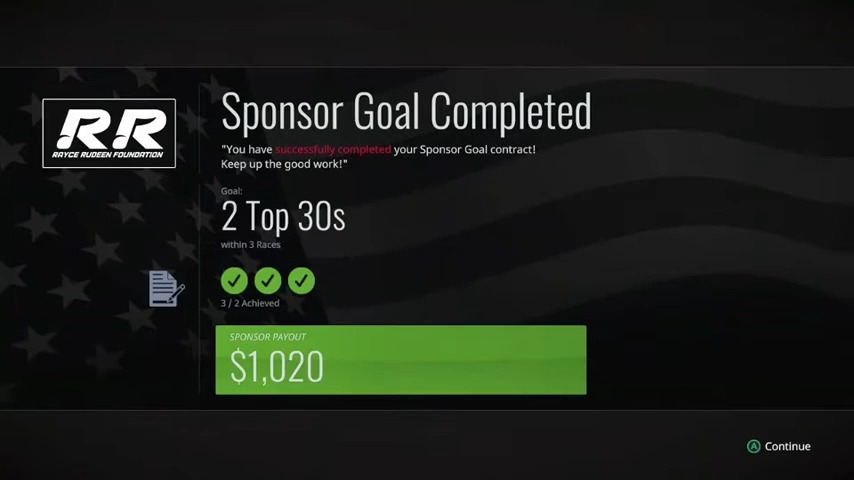 RR
RAYCE RUDEEN FOUNDATION
Sponsor Goal Completed
"You have successfully completed your Sponsor Goal contract!
Keep up the good work!"
Goal:
2 Top 30s
within 3 Races
3 / 2 Achieved
SPONSOR PAYOUT
$1,020
A Continue